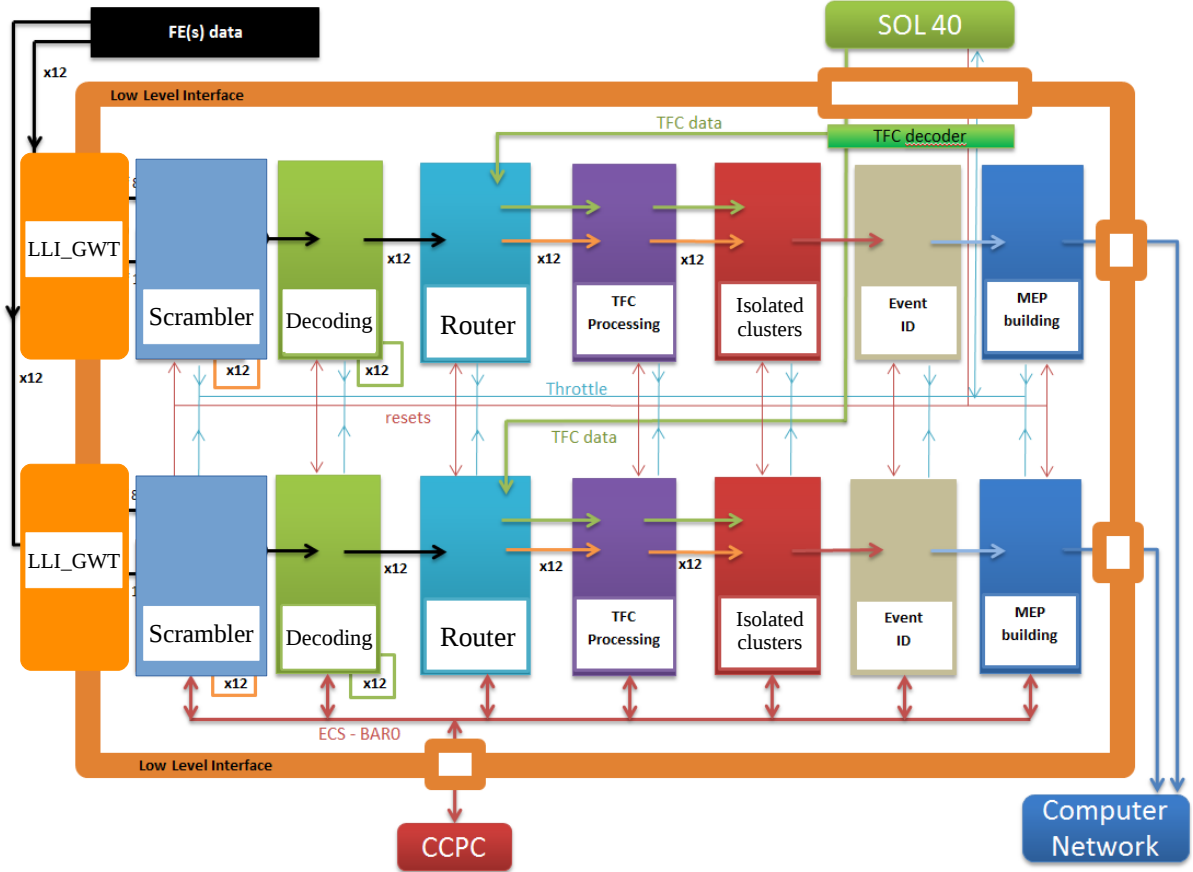 FE(s) data
SOL 40
x12
Low Level Interface
TFC data
TFC decoder
8
LLI_GWT
x12
x12
x12
Scrambler
Decoding
Router
TFC
Processing
Isolated
clusters
Event
ID
MEP
building
x12
x12
x12
Throttle
resets
TFC data
8
LLI_GWT
x12
x12
x12
1
Scrambler
Decoding
Router
TFC
Processing
Isolated
clusters
Event
ID
MEP
building
x12
x12
ECS - BAR0
Low Level Interface
CCPC
Computer
Network